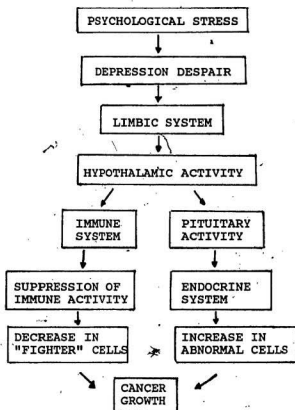 PSYCHOLOGICAL STRESS
DEPRESSION DESPAIR
LIMBIC SYSTEM
HYPOTHALAMIC ACTIVITY
IMMUNE
SYSTEM
PITUITARY
ACTIVITY
SUPPRESSION OF
IMMUNE ACTIVITY
ENDOCRINE
SYSTEM
DECREASE IN
"FIGHTER" CELLS
INCREASE IN
ABNORMAL CELLS
CANCER
GROWTH